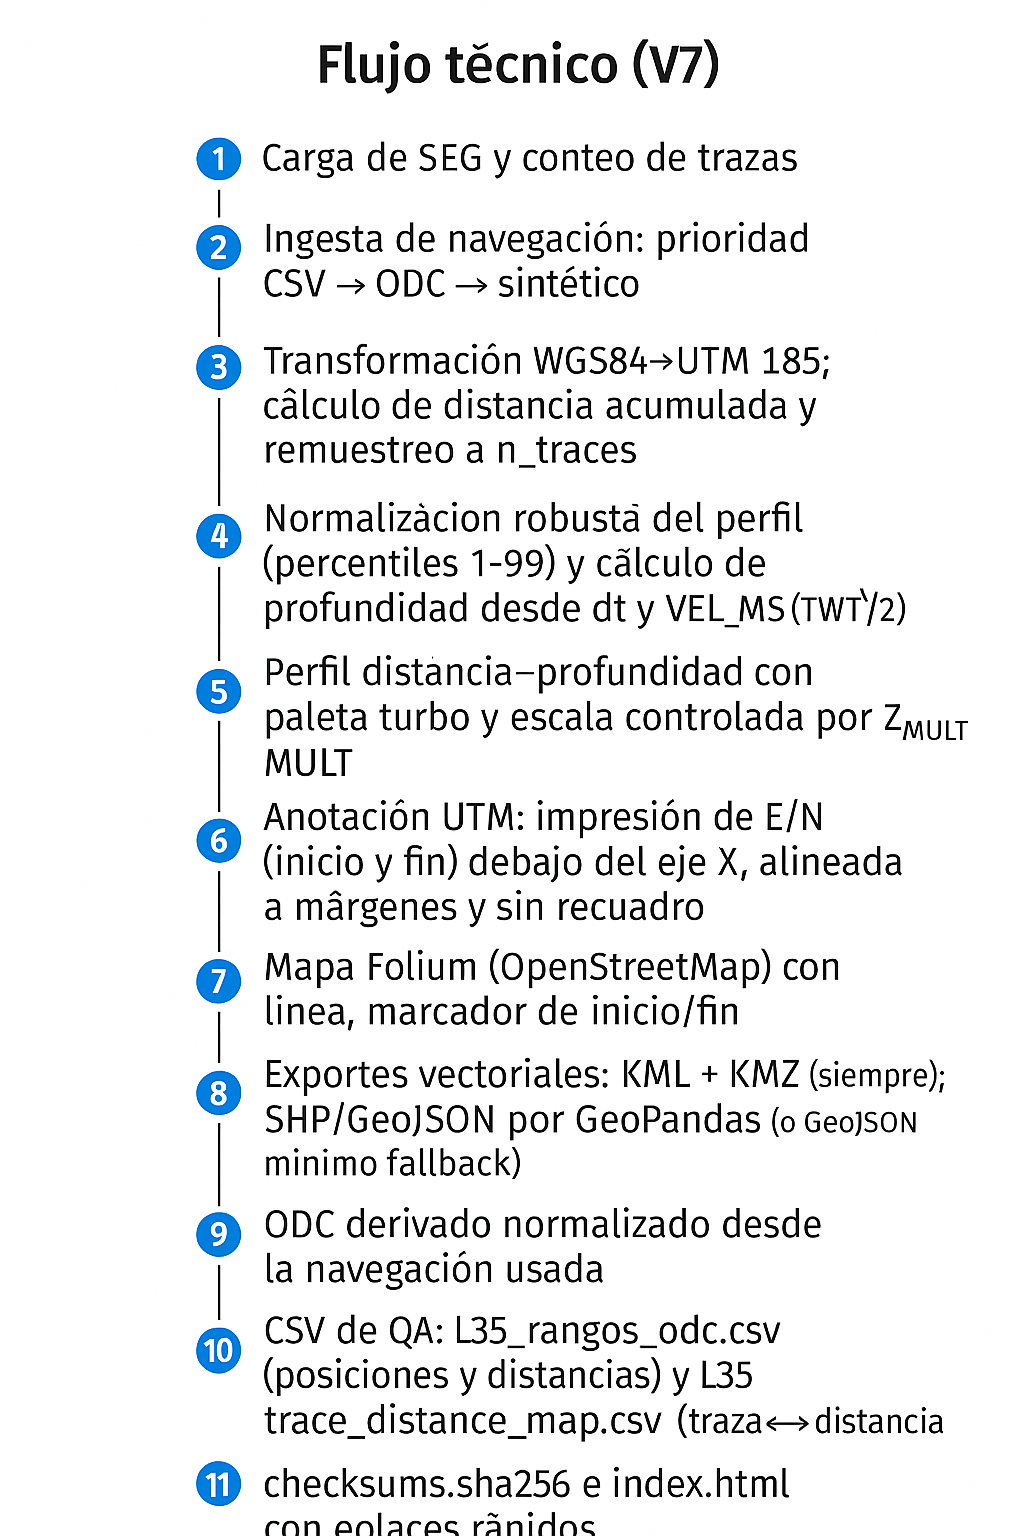 Flujo tĕcnico (V7)
1 Carga de SEG y conteo de trazas
2 Ingesta de navegación: prioridad
CSV → ODC → sintético
3 Transformación WGS84→UTM 185;
câlculo de distancia acumulada y
remuestreo a n_traces
4 Normalizàcion robustā del perfil
(percentiles 1-99) y cãlculo de
profundidad desde dt y VEL_MS (TWT‵/2)
5 Perfil distancia–profundidad con
paleta turbo y escala controlada por Z_MULT
MULT
6 Anotación UTM: impresión de E/N
(inicio y fin) debajo del eje X, alineada
a mârgenes y sin recuadro
7 Mapa Folium (OpenStreetMap) con
linea, marcador de inicio/fin
8 Exportes vectoriales: KML + KMZ (siempre);
SHP/GeoJSON por GeoPandas (o GeoJSON
minimo fallback)
9 ODC derivado normalizado desde
la navegación usada
10 CSV de QA: L35_rangos_odc.csv
(posiciones y distancias) y L35
trace_distance_map.csv (traza↔distancia
11 checksums.sha256 e index.html
con eolaces rãnidos